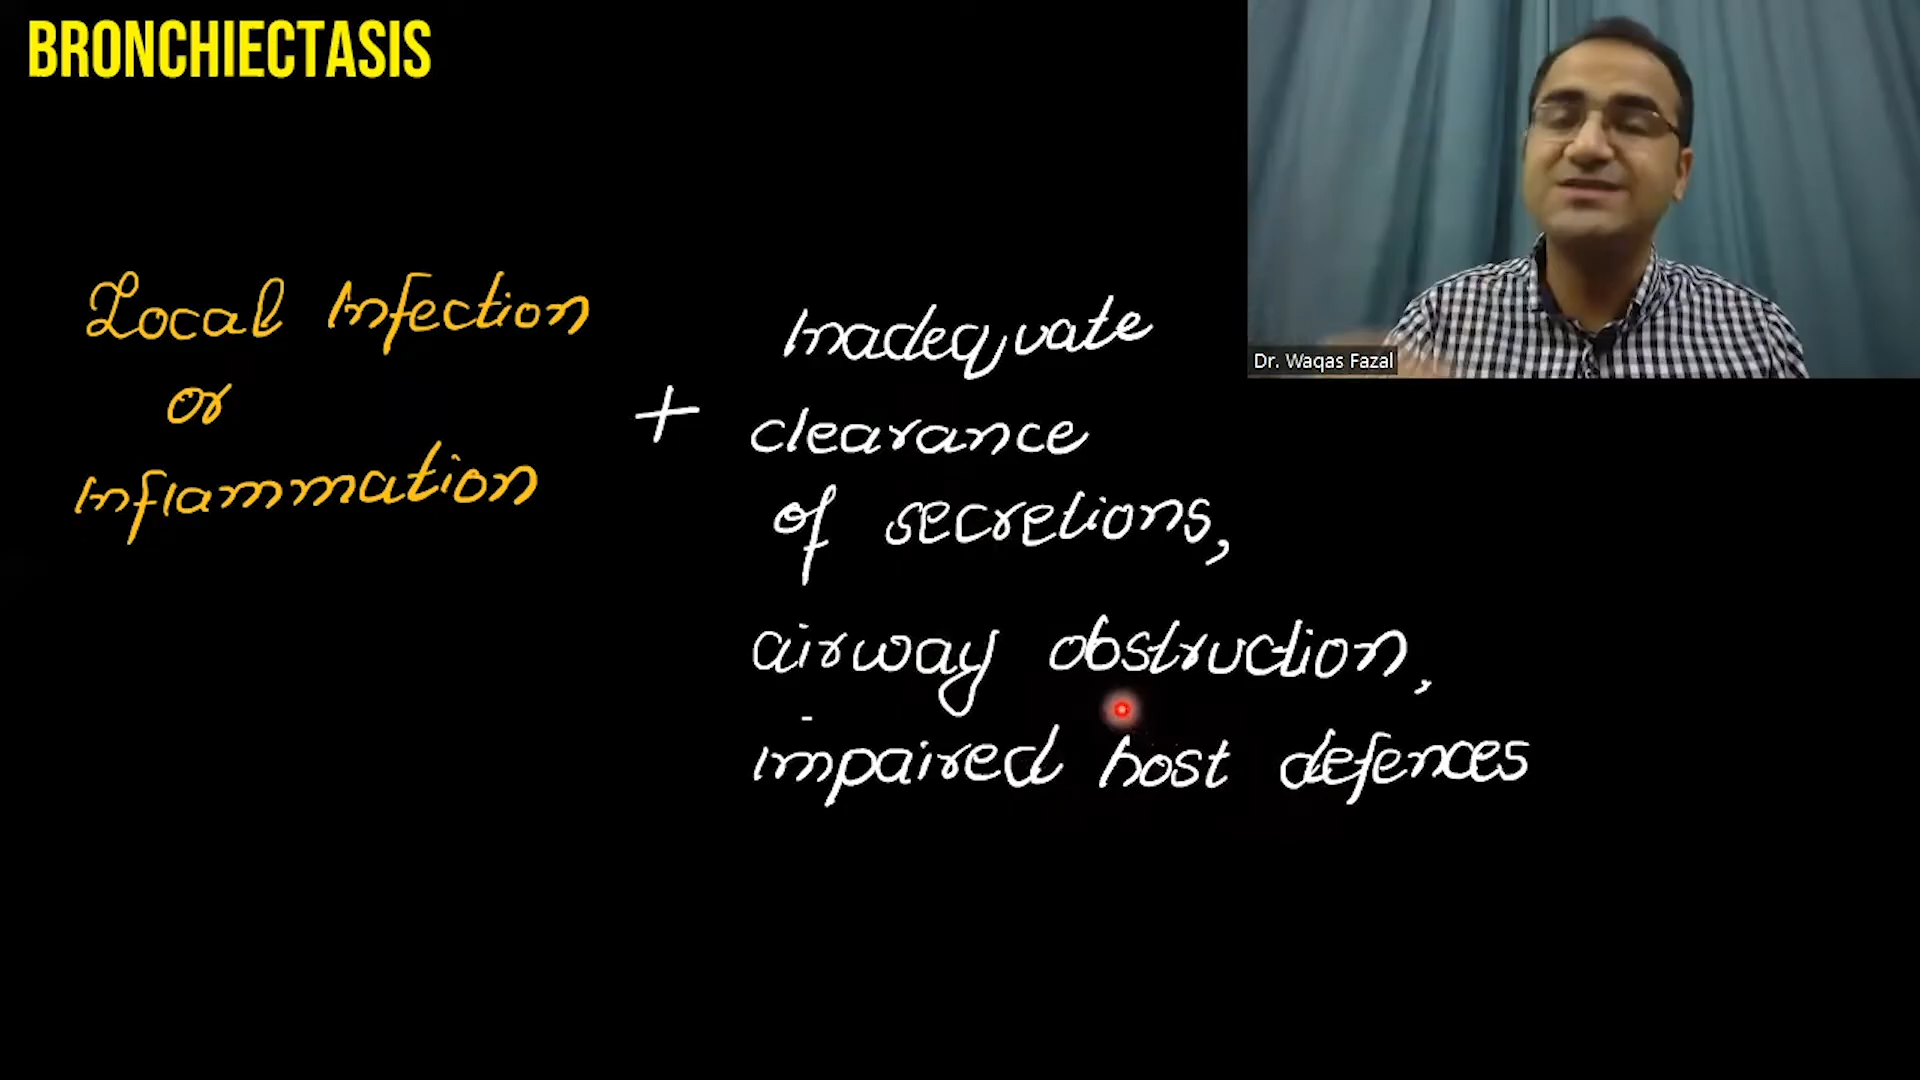 BRONCHIECTASIS
Local Infection
or
Inflammation
+
Inadequate
clearance
of secretions,
airway obstruction,
impaired host defences
Dr. Waqas Fazal